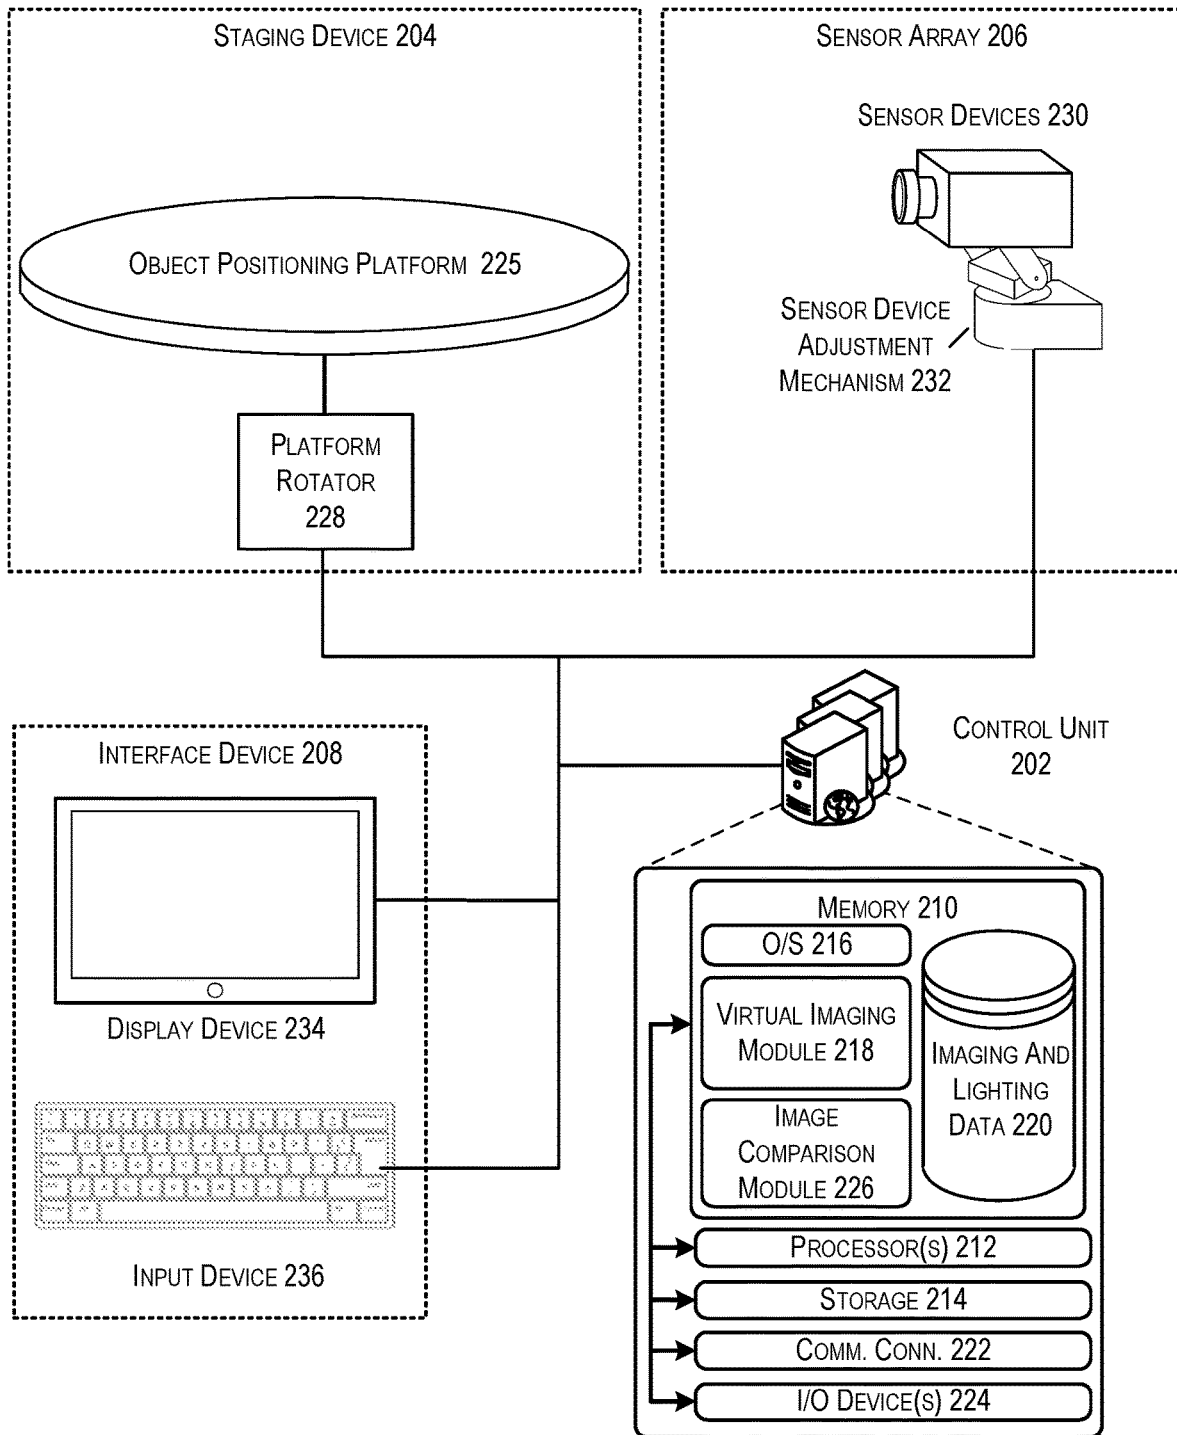 STAGING DEVICE 204
OBJECT POSITIONING PLATFORM 225
PLATFORM
ROTATOR
228
SENSOR ARRAY 206
SENSOR DEVICES 230
SENSOR DEVICE
ADJUSTMENT
MECHANISM 232
INTERFACE DEVICE 208
DISPLAY DEVICE 234
INPUT DEVICE 236
CONTROL UNIT
202
MEMORY 210
O/S 216
VIRTUAL IMAGING
MODULE 218
IMAGE
COMPARISON
MODULE 226
IMAGING AND
LIGHTING
DATA 220
PROCESSOR(S) 212
STORAGE 214
COMM. CONN. 222
I/O DEVICE(S) 224